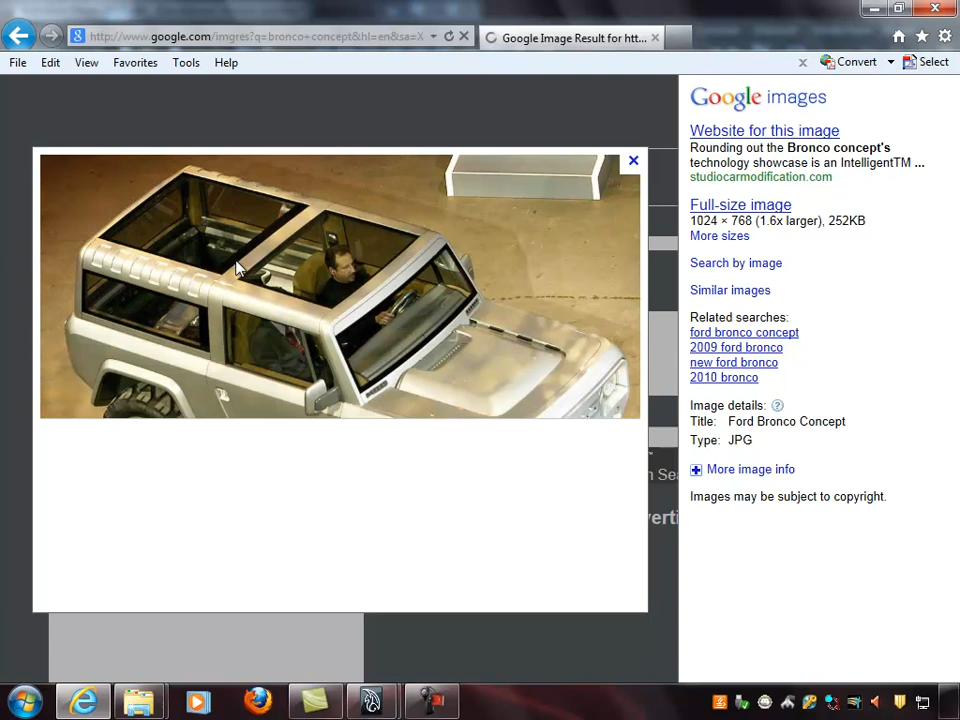 http://www.google.com/imgres?q=bronco+concept&hl=en&sa=X
Google Image Result for htt...
File Edit View Favorites Tools Help
Convert Select
Google images
Website for this image
Rounding out the Bronco concept's
technology showcase is an IntelligentTM ...
studiocarmodification.com
Full-size image
1024 × 768 (1.6x larger), 252KB
More sizes
Search by image
Similar images
Related searches:
ford bronco concept
2009 ford bronco
new ford bronco
2010 bronco
Image details:
Title: Ford Bronco Concept
Type: JPG
More image info
Images may be subject to copyright.
n Sea
verti